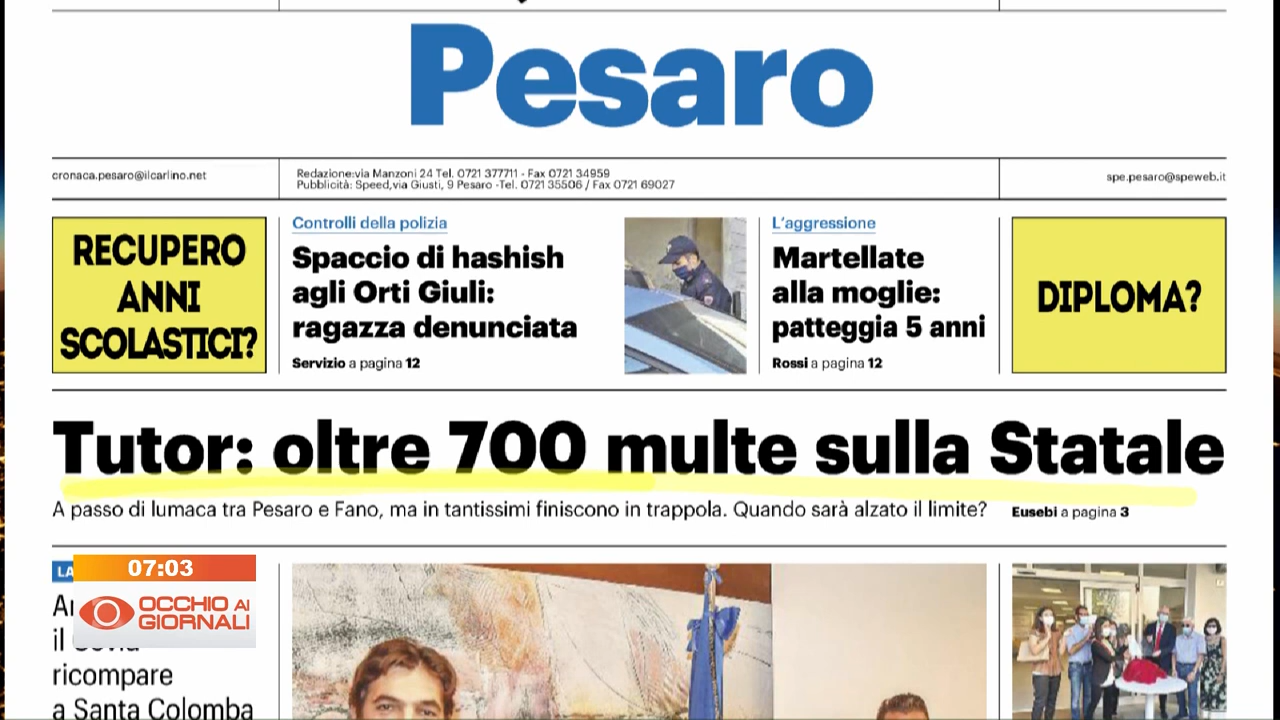 Pesaro
cronaca.pesaro@ilcarlino.net
Redazione:via Manzoni 24 Tel. 0721 377711 - Fax 0721 34959
Pubblicità: Speed,via Giusti, 9 Pesaro -Tel. 0721 35506 / Fax 0721 69027
spe.pesaro@speweb.it
RECUPERO
ANNI
SCOLASTICI?
Controlli della polizia
Spaccio di hashish
agli Orti Giuli:
ragazza denunciata
Servizio a pagina 12
L'aggressione
Martellate
alla moglie:
patteggia 5 anni
Rossi a pagina 12
DIPLOMA?
Tutor: oltre 700 multe sulla Statale
A passo di lumaca tra Pesaro e Fano, ma in tantissimi finiscono in trappola. Quando sarà alzato il limite?
Eusebi a pagina 3
07:03
OCCHIO AI
GIORNALI
il Covid
ricompare
a Santa Colomba